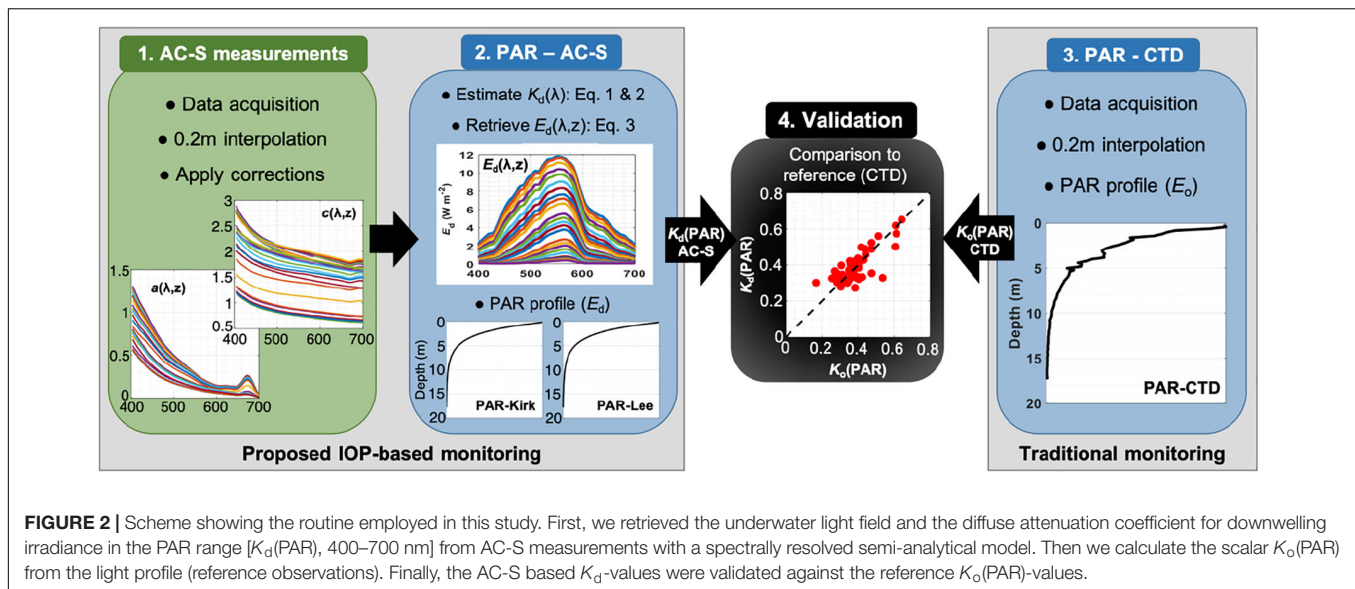 1. AC-S measurements
● Data acquisition
● 0.2m interpolation
● Apply corrections
c(λ,z)
3
2.5
2
1.5
1
0.5
400
500
600
700
a(λ,z)
1.5
1
0.5
0
400
500
600
700
2. PAR – AC-S
● Estimate Kd(λ): Eq. 1 & 2
● Retrieve Ed(λ,z): Eq. 3
Ed(λ,z)
Ed (W m-2)
12
10
8
6
4
2
0
400
500
600
700
● PAR profile (Ed)
Depth (m)
0
5
10
15
20
PAR-Kirk
0
5
10
15
20
PAR-Lee
Proposed IOP-based monitoring
Kd(PAR)
AC-S
4. Validation
Comparison to
reference (CTD)
Kd(PAR)
0.8
0.6
0.4
0.2
0
0 0.2 0.4 0.6 0.8
Ko(PAR)
Ko(PAR)
CTD
3. PAR - CTD
● Data acquisition
● 0.2m interpolation
● PAR profile (Eo)
Depth (m)
0
5
10
15
20
PAR-CTD
Traditional monitoring
FIGURE 2 | Scheme showing the routine employed in this study. First, we retrieved the underwater light field and the diffuse attenuation coefficient for downwelling
irradiance in the PAR range [Kd(PAR), 400–700 nm] from AC-S measurements with a spectrally resolved semi-analytical model. Then we calculate the scalar Ko(PAR)
from the light profile (reference observations). Finally, the AC-S based Kd-values were validated against the reference Ko(PAR)-values.